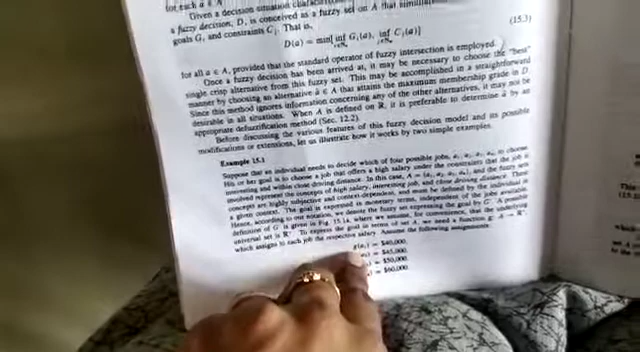 for each a ∈ A.
Given a decision situation characterized
a fuzzy decision, D, is conceived as a fuzzy set on A that simultaneously
goals Gᵢ and constraints Cⱼ. That is,
D(a) = min[inf Gᵢ(a), inf Cⱼ(a)] (15.3)
for all a ∈ A, provided that the standard operator of fuzzy intersection is employed.
Once a fuzzy decision has been arrived at, it may be necessary to choose the "best"
single crisp alternative from this fuzzy set. This may be accomplished in a straightforward
manner by choosing an alternative â ∈ A that attains the maximum membership grade in D.
Since this method ignores information concerning any of the other alternatives, it may not be
desirable in all situations. When A is defined on R, it is preferable to determine â by an
appropriate defuzzification method (Sec. 12.2).
Before discussing the various features of this fuzzy decision model and its possible
modifications or extensions, let us illustrate how it works by two simple examples.
Example 15.1
Suppose that an individual needs to decide which of four possible jobs, a₁, a₂, a₃, a₄, to choose.
His or her goal is to choose a job that offers a high salary under the constraints that the job is
interesting and within close driving distance. In this case, A = {a₁, a₂, a₃, a₄}, and the fuzzy sets
involved represent the concepts of high salary, interesting job, and close driving distance. These
concepts are highly subjective and context-dependent, and must be defined by the individual in
a given context. The goal is expressed in monetary terms, independent of the jobs available.
Hence, according to our notation, we denote the fuzzy set expressing the goal by G'. A possible
definition of G' is given in Fig. 15.1a, where we assume, for convenience, that the underlying
universal set is R⁺. To express the goal in terms of set A, we need a function g: A → R⁺,
which assigns to each job the respective salary. Assume the following assignments:
g(a₁) = $40,000,
= $45,000,
= $50,000,
= $60,000.